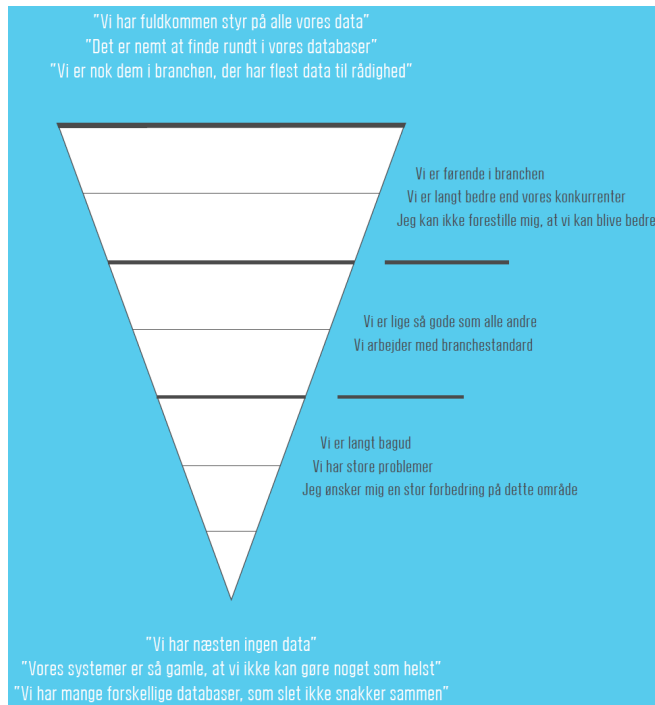 "Vi har fuldkommen styr på alle vores data"
"Det er nemt at finde rundt i vores databaser"
"Vi er nok dem i branchen, der har flest data til rådighed"
Vi er førende i branchen
Vi er langt bedre end vores konkurrenter
Jeg kan ikke forestille mig, at vi kan blive bedre
Vi er lige så gode som alle andre
Vi arbejder med branchestandard
Vi er langt bagud
Vi har store problemer
Jeg ønsker mig en stor forbedring på dette område
"Vi har næsten ingen data"
"Vores systemer er så gamle, at vi ikke kan gøre noget som helst"
"Vi har mange forskellige databaser, som slet ikke snakker sammen"